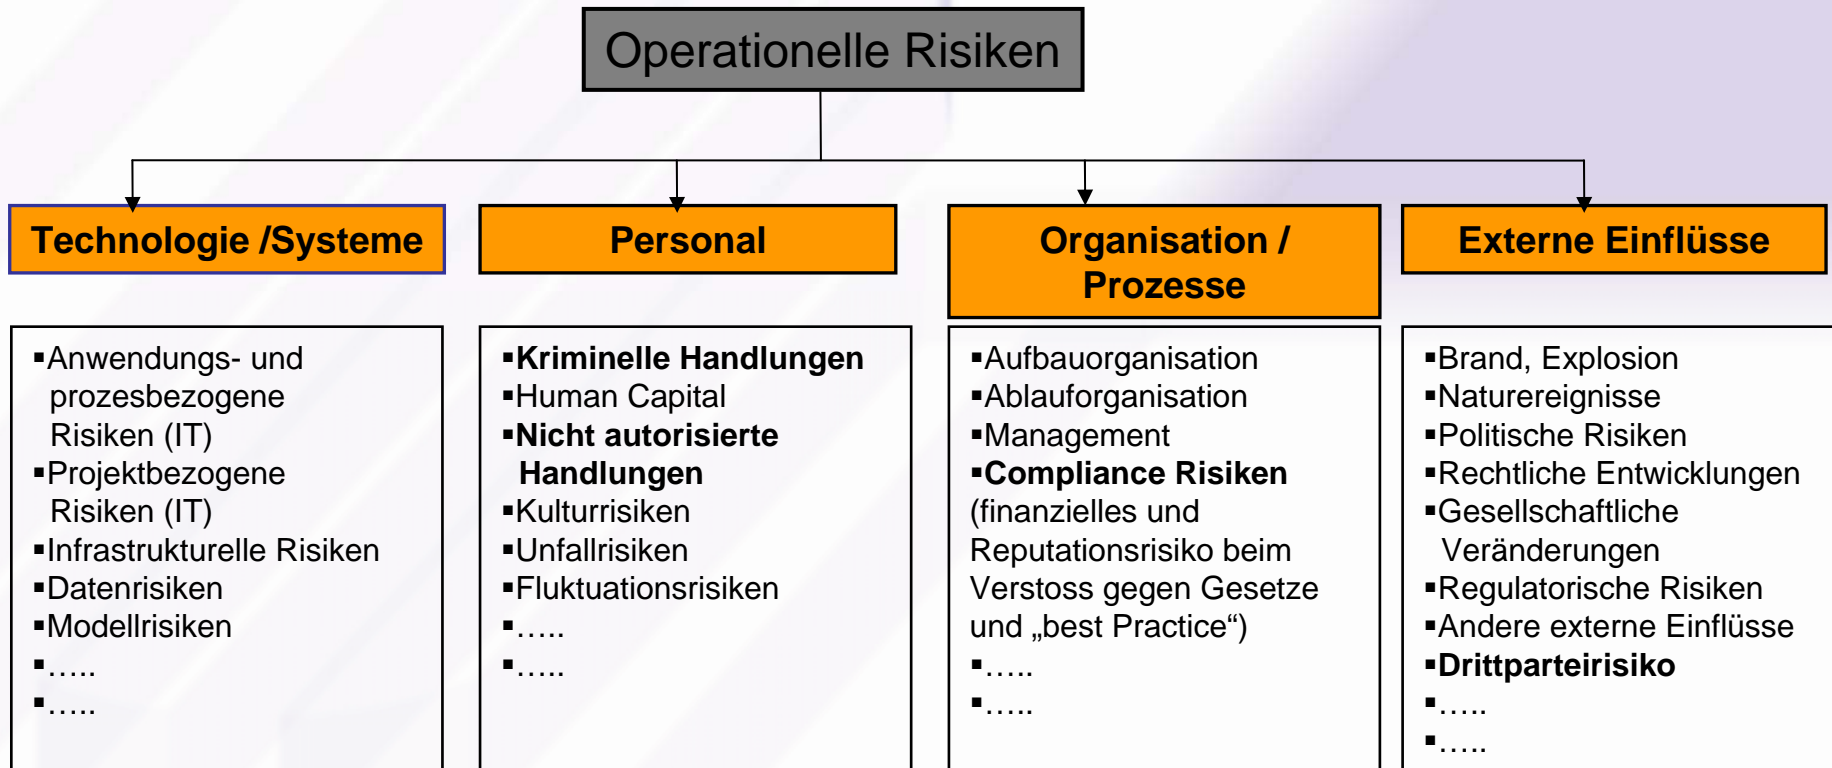 Operationelle Risiken
Technologie /Systeme
▪Anwendungs- und
prozesbezogene
Risiken (IT)
▪Projektbezogene
Risiken (IT)
▪Infrastrukturelle Risiken
▪Datenrisiken
▪Modellrisiken
▪…..
▪…..
Personal
▪Kriminelle Handlungen
▪Human Capital
▪Nicht autorisierte
Handlungen
▪Kulturrisiken
▪Unfallrisiken
▪Fluktuationsrisiken
▪…..
▪…..
Organisation /
Prozesse
▪Aufbauorganisation
▪Ablauforganisation
▪Management
▪Compliance Risiken
(finanzielles und
Reputationsrisiko beim
Verstoss gegen Gesetze
und „best Practice“)
▪…..
▪…..
Externe Einflüsse
▪Brand, Explosion
▪Naturereignisse
▪Politische Risiken
▪Rechtliche Entwicklungen
▪Gesellschaftliche
Veränderungen
▪Regulatorische Risiken
▪Andere externe Einflüsse
▪Drittparteirisiko
▪…..
▪…..